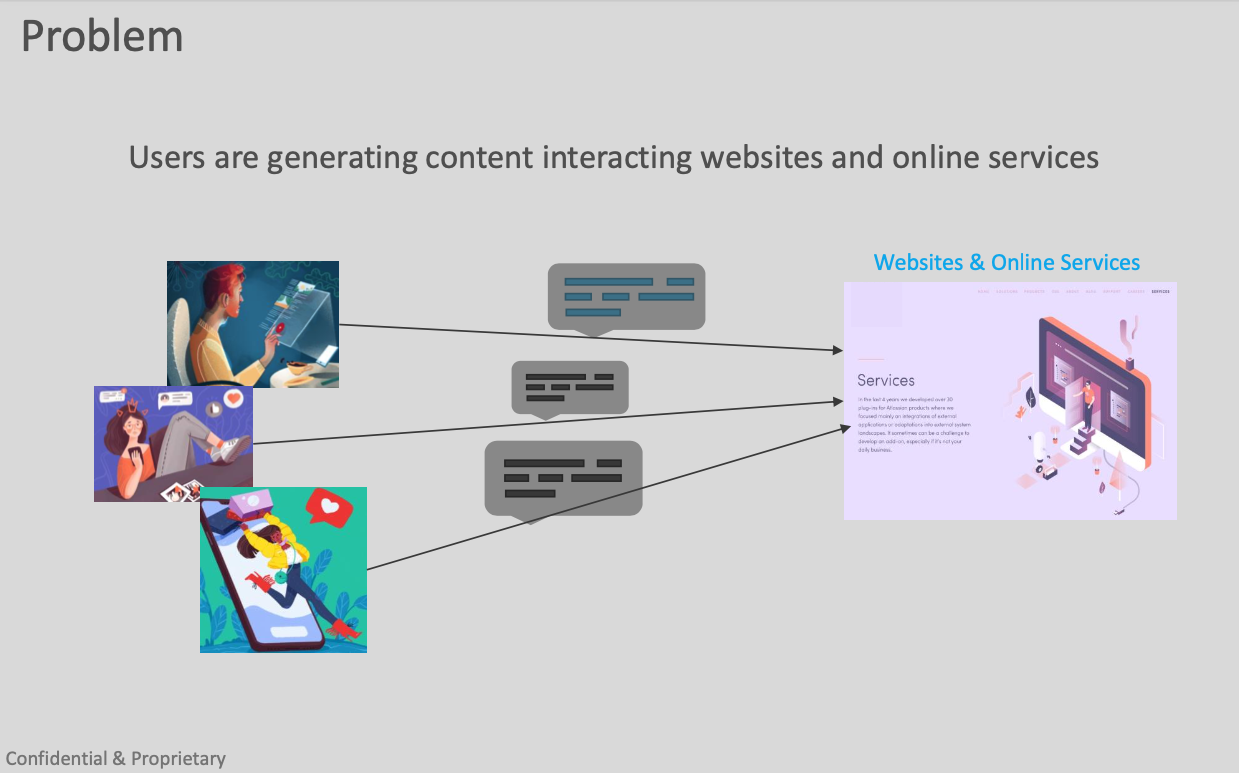 Problem
Users are generating content interacting websites and online services
Websites & Online Services
SERVICES
Services
In the last 4 years we developed over 30
plug-ins for Atlassian products where we
focused mainly on integrations of external
applications or adaptations into external system
landscapes. It sometimes can be a challenge to
develop an add-on, especially if it's not your
daily business.
Confidential & Proprietary